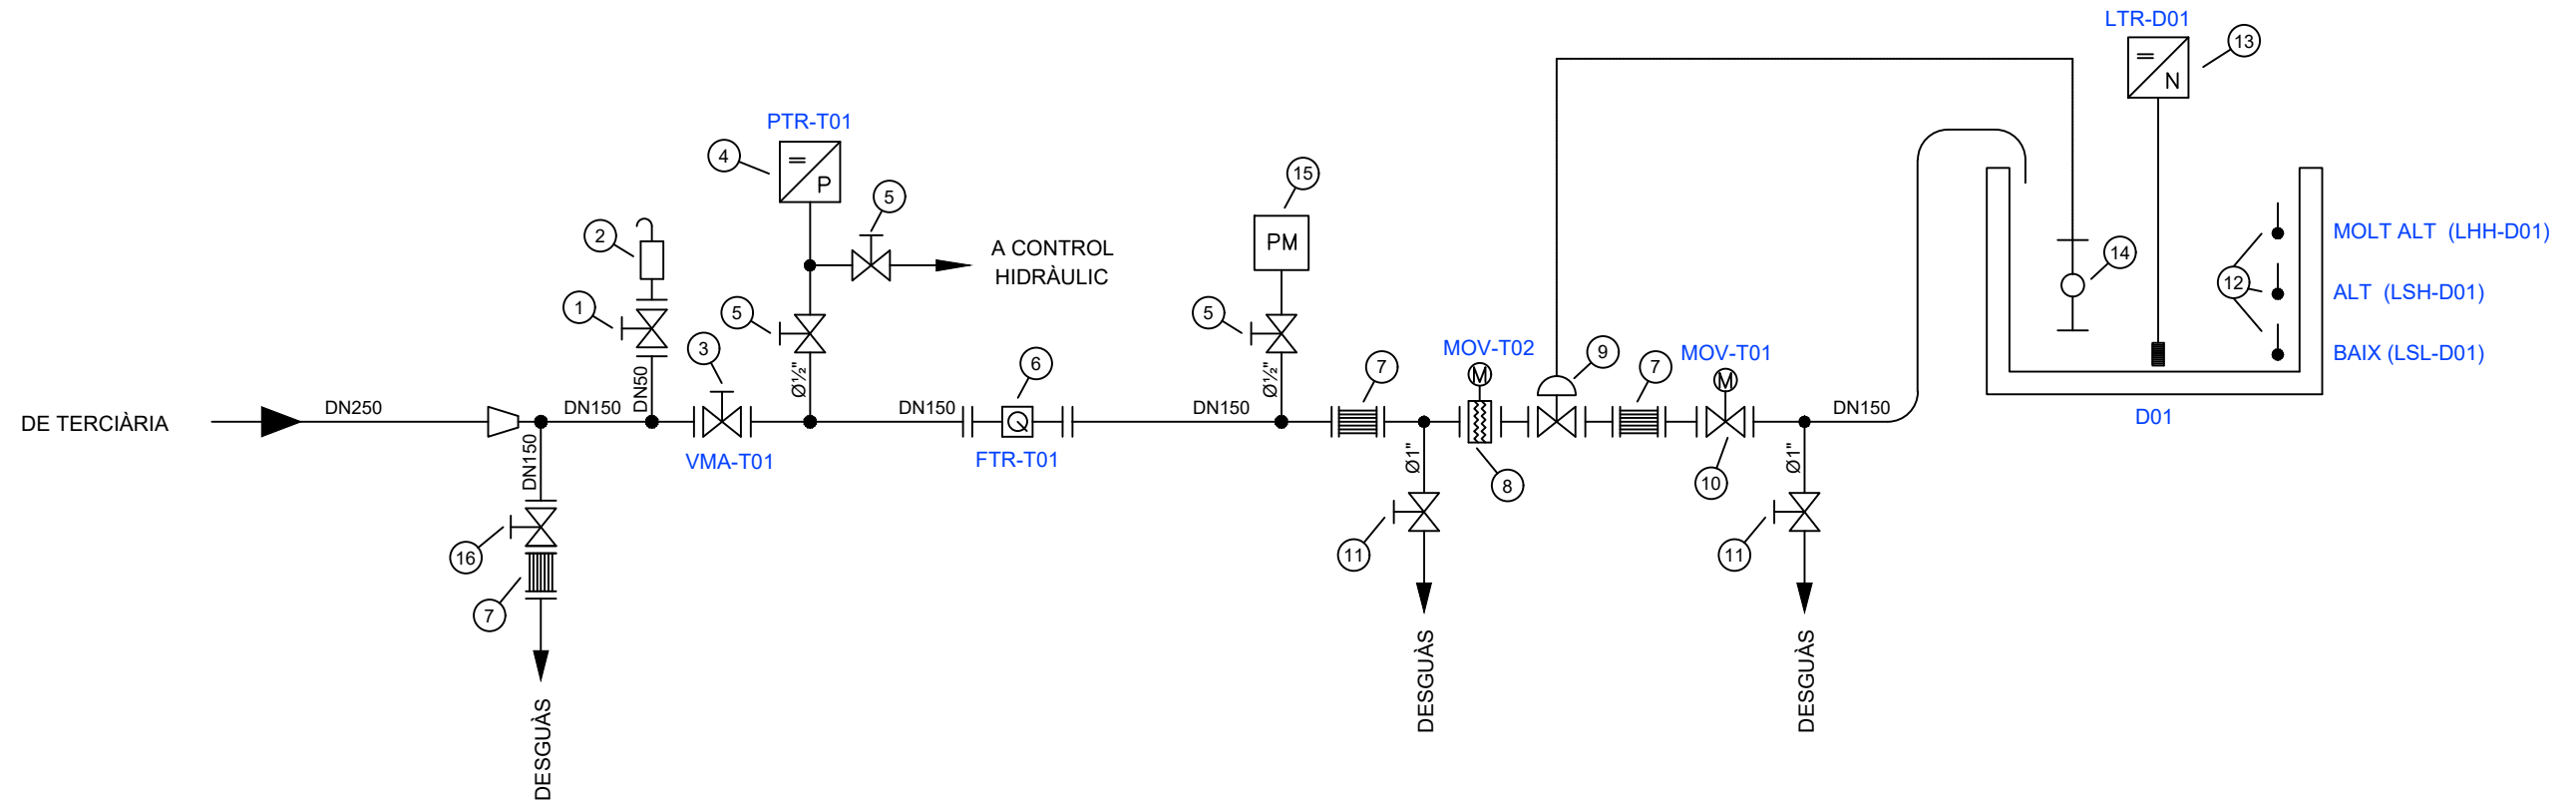 LTR-D01
13
=
N
PTR-T01
4
=
P
5
15
2
A CONTROL
HIDRÀULIC
PM
14
MOLT ALT  (LHH-D01)
12
ALT  (LSH-D01)
1
5
5
3
6
7
MOV-T02
9
7
MOV-T01
BAIX (LSL-D01)
M
M
DN50
Ø½"
Ø½"
DE TERCIÀRIA
DN250
DN150
DN150
DN150
DN150
Q
D01
DN150
VMA-T01
FTR-T01
Ø1"
8
10
Ø1"
16
11
11
7
DESGUÀS
DESGUÀS
DESGUÀS